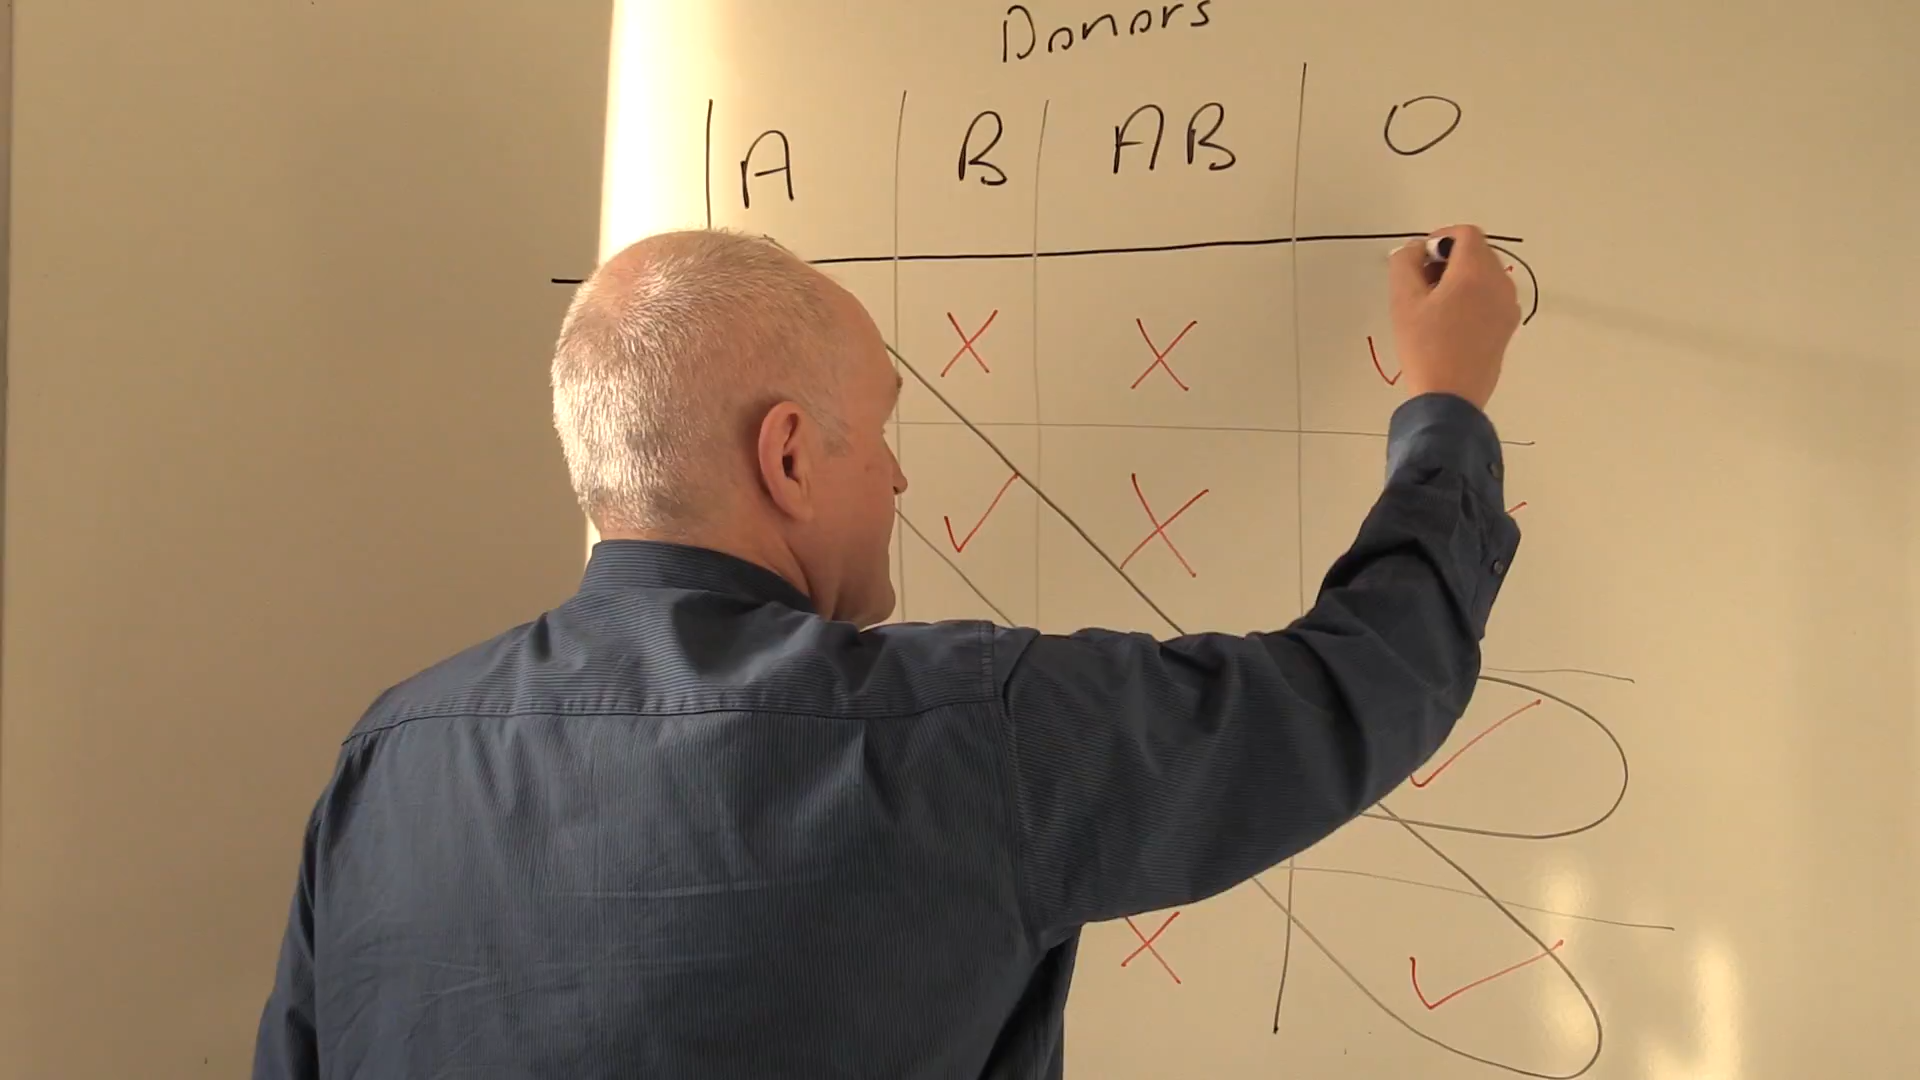 Donors
A B AB O
X X ✓
✓ X
✓
X ✓